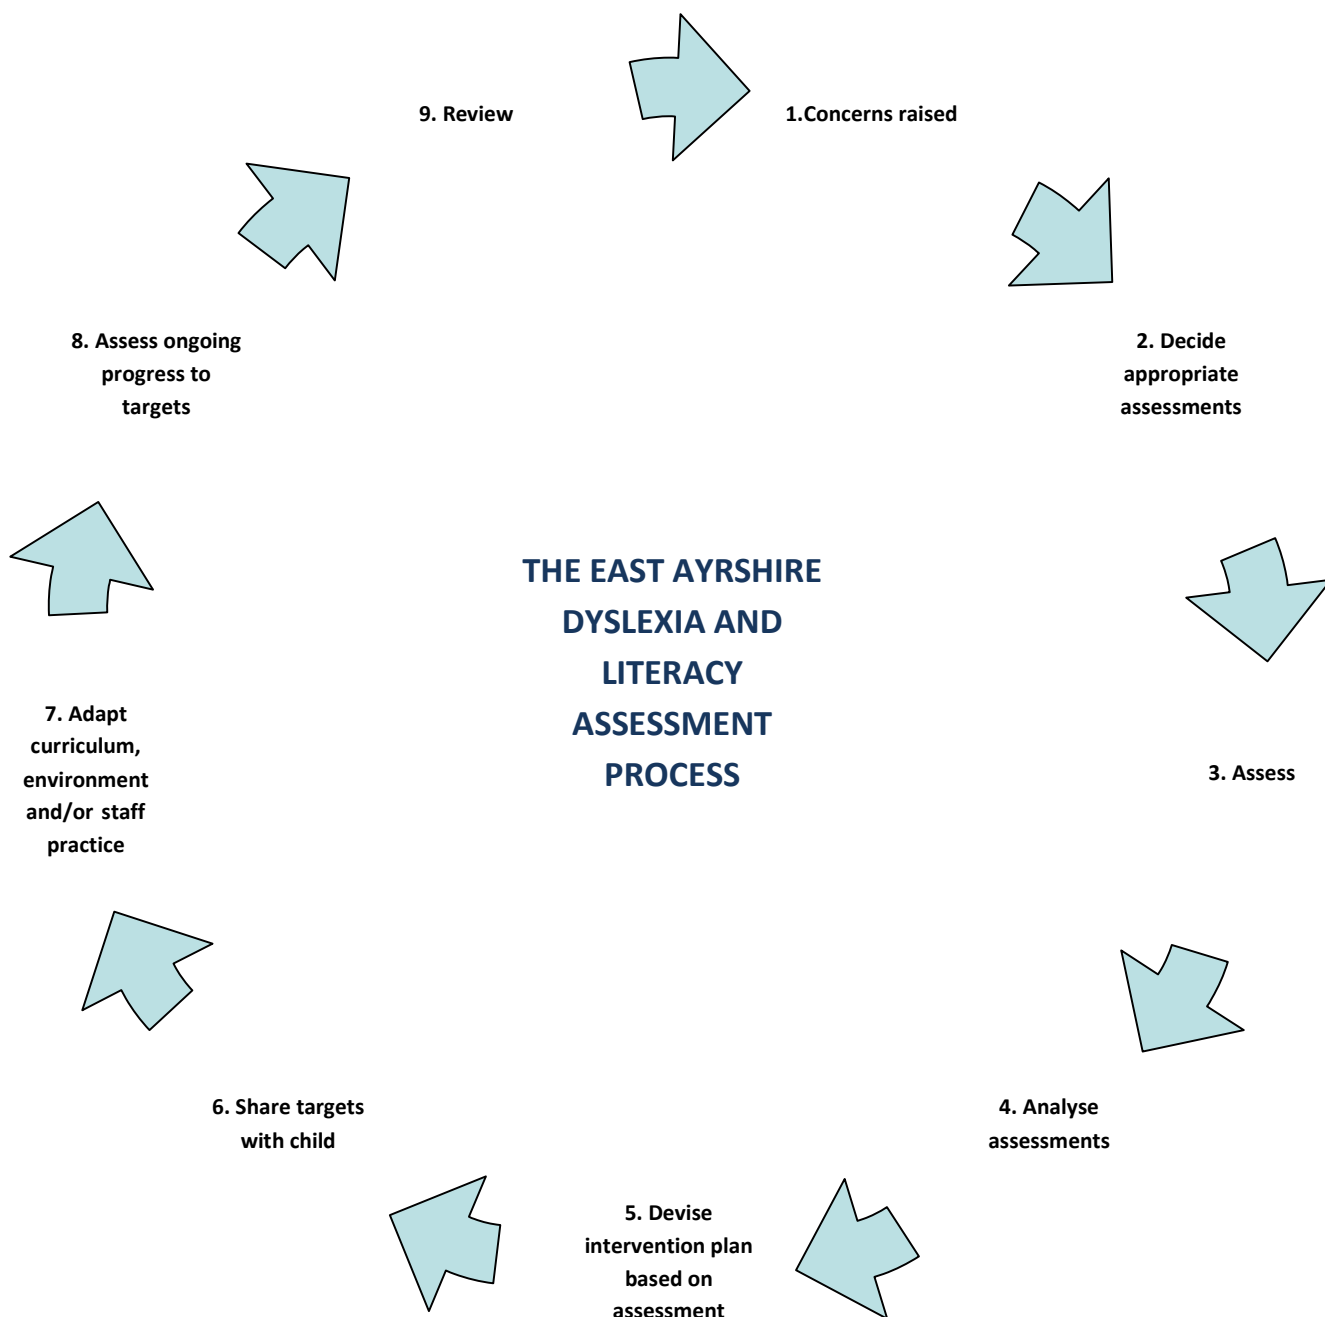 9. Review
1.Concerns raised
8. Assess ongoing
progress to
targets
2. Decide
appropriate
assessments
THE EAST AYRSHIRE
DYSLEXIA AND
LITERACY
ASSESSMENT
PROCESS
7. Adapt
curriculum,
environment
and/or staff
practice
3. Assess
6. Share targets
with child
4. Analyse
assessments
5. Devise
intervention plan
based on
assessment